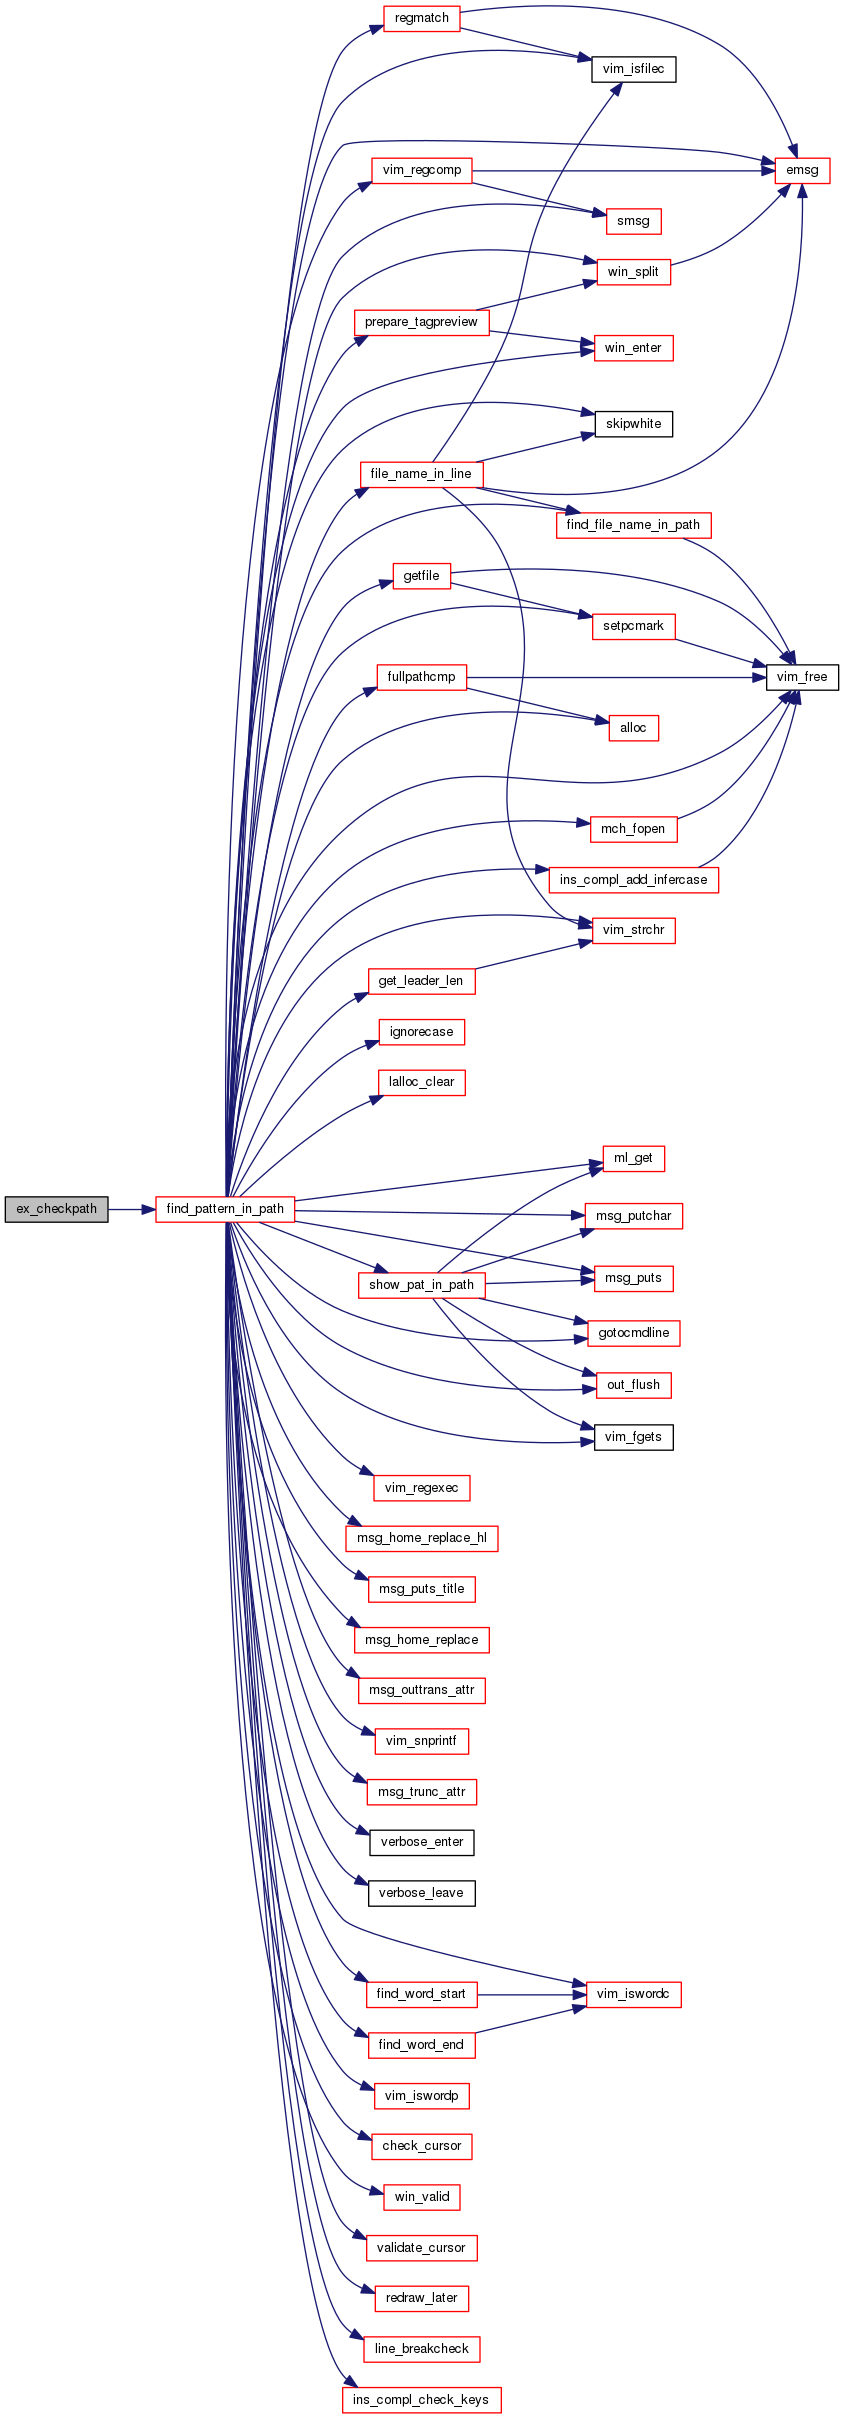 regmatch
vim_isfilec
vim_regcomp
emsg
smsg
win_split
prepare_tagpreview
win_enter
skipwhite
file_name_in_line
find_file_name_in_path
getfile
setpcmark
fullpathcmp
vim_free
alloc
mch_fopen
ins_compl_add_infercase
vim_strchr
get_leader_len
ignorecase
lalloc_clear
ml_get
ex_checkpath
find_pattern_in_path
msg_putchar
show_pat_in_path
msg_puts
gotocmdline
out_flush
vim_fgets
vim_regexec
msg_home_replace_hl
msg_puts_title
msg_home_replace
msg_outtrans_attr
vim_snprintf
msg_trunc_attr
verbose_enter
verbose_leave
find_word_start
vim_iswordc
find_word_end
vim_iswordp
check_cursor
win_valid
validate_cursor
redraw_later
line_breakcheck
ins_compl_check_keys